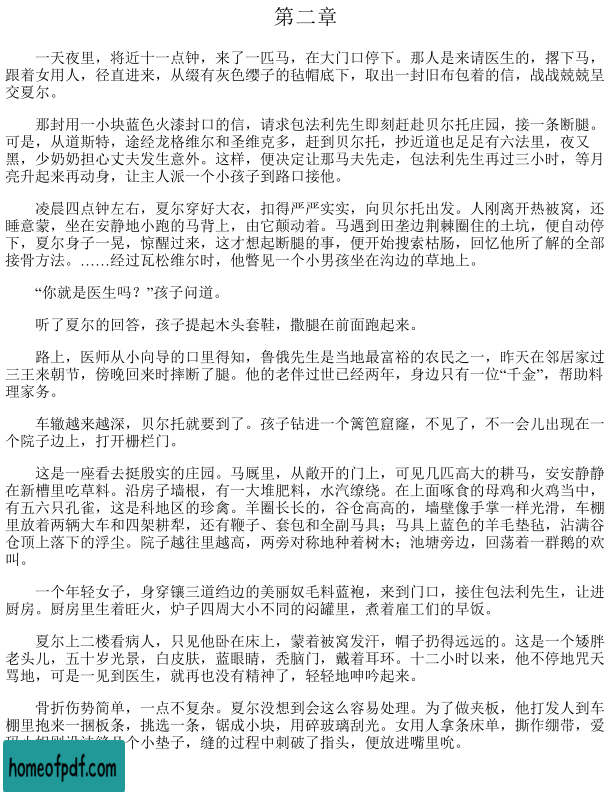 第二章
一天夜里，将近十一点钟，来了一匹马，在大门口停下。那人是来请医生的，撂下马，
跟着女用人，径直进来，从缀有灰色缨子的毡帽底下，取出一封旧布包着的信，战战兢兢呈
交夏尔。
那封用一小块蓝色火漆封口的信，请求包法利先生即刻赶赴贝尔托庄园，接一条断腿。
可是，从道斯特，途经龙格维尔和圣维克多，赶到贝尔托，抄近道也足足有六法里，夜又
黑，少奶奶担心丈夫发生意外。这样，便决定让那马夫先走，包法利先生再过三小时，等月
亮升起来再动身，让主人派一个小孩子到路口接他。
凌晨四点钟左右，夏尔穿好大衣，扣得严严实实，向贝尔托出发。人刚离开热被窝，还
睡意蒙，坐在安静地小跑的马背上，由它颠动着。马遇到田垄边荆棘圈住的土坑，便自动停
下，夏尔身子一晃，惊醒过来，这才想起断腿的事，便开始搜索枯肠，回忆他所了解的全部
接骨方法。……经过瓦松维尔时，他瞥见一个小男孩坐在沟边的草地上。
“你就是医生吗？”孩子问道。
听了夏尔的回答，孩子提起木头套鞋，撒腿在前面跑起来。
路上，医师从小向导的口里得知，鲁俄先生是当地最富裕的农民之一，昨天在邻居家过
三王来朝节，傍晚回来时摔断了腿。他的老伴过世已经两年，身边只有一位“千金”，帮助料
理家务。
车辙越来越深，贝尔托就要到了。孩子钻进一个篱笆窟窿，不见了，不一会儿出现在一
个院子边上，打开栅栏门。
这是一座看去挺殷实的庄园。马厩里，从敞开的门上，可见几匹高大的耕马，安安静静
在新槽里吃草料。沿房子墙根，有一大堆肥料，水汽缭绕。在上面啄食的母鸡和火鸡当中，
有五六只孔雀，这是科地区的珍禽。羊圈长长的，谷仓高高的，墙壁像手掌一样光滑，车棚
里放着两辆大车和四架耕犁，还有鞭子、套包和全副马具；马具上蓝色的羊毛垫毡，沾满谷
仓顶上落下的浮尘。院子越往里越高，两旁对称地种着树木；池塘旁边，回荡着一群鹅的欢
叫。
一个年轻女子，身穿镶三道绉边的美丽奴毛料蓝袍，来到门口，接住包法利先生，让进
厨房。厨房里生着旺火，炉子四周大小不同的闷罐里，煮着雇工们的早饭。
夏尔上二楼看病人，只见他卧在床上，蒙着被窝发汗，帽子扔得远远的。这是一个矮胖
老头儿，五十岁光景，白皮肤，蓝眼睛，秃脑门，戴着耳环。十二小时以来，他不停地咒天
骂地，可是一见到医生，就再也没有精神了，轻轻地呻吟起来。
骨折伤势简单，一点不复杂。夏尔没想到会这么容易处理。为了做夹板，他打发人到车
棚里抱来一捆板条，挑选一条，锯成小块，用碎玻璃刮光。女用人拿条床单，撕作绷带，爱
个小垫子，缝的过程中刺破了指头，便放进嘴里吮。
homeofpdf.com